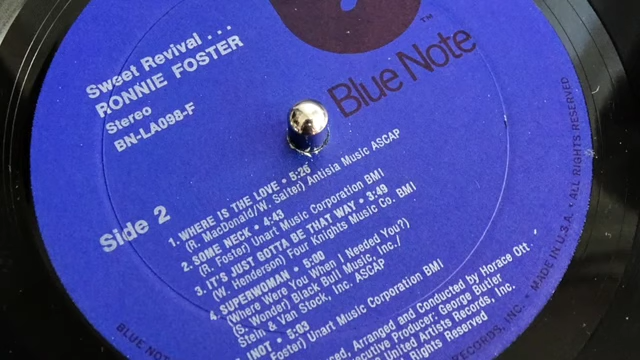 Sweet Revival . . .
RONNIE FOSTER
Stereo
BN-LA098-F
Blue Note
™
Side 2
1. WHERE IS THE LOVE • 5:26
(R. MacDonald/W. Salter) Antisia Music ASCAP
2. SOME NECK • 4:43
(R. Foster) Unart Music Corporation BMI
3. IT'S JUST GOTTA BE THAT WAY • 3:49
(W. Henderson) Four Knights Music Co. BMI
4. SUPERWOMAN • 5:00
(Where Were You When I Needed You?)
(S. Wonder) Black Bull Music, Inc./
Stein & Van Stock, Inc. ASCAP
NOT • 5:03
Foster) Unart Music Corporation BMI
Arranged and Conducted by Horace Ott
Executive Producer: George Butler
United Artists Records, Inc.
Rights Reserved
BLUE NOT
RECORDS, INC. • MADE IN U.S.A. • ALL RIGHTS RESERVED